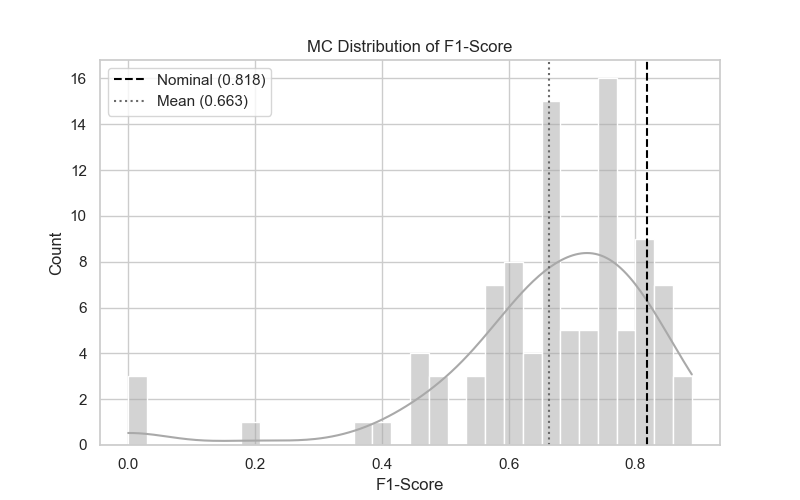 MC Distribution of F1-Score
Nominal (0.818)
Mean (0.663)
16
14
12
10
8
6
4
2
0
Count
0.0 0.2 0.4 0.6 0.8
F1-Score